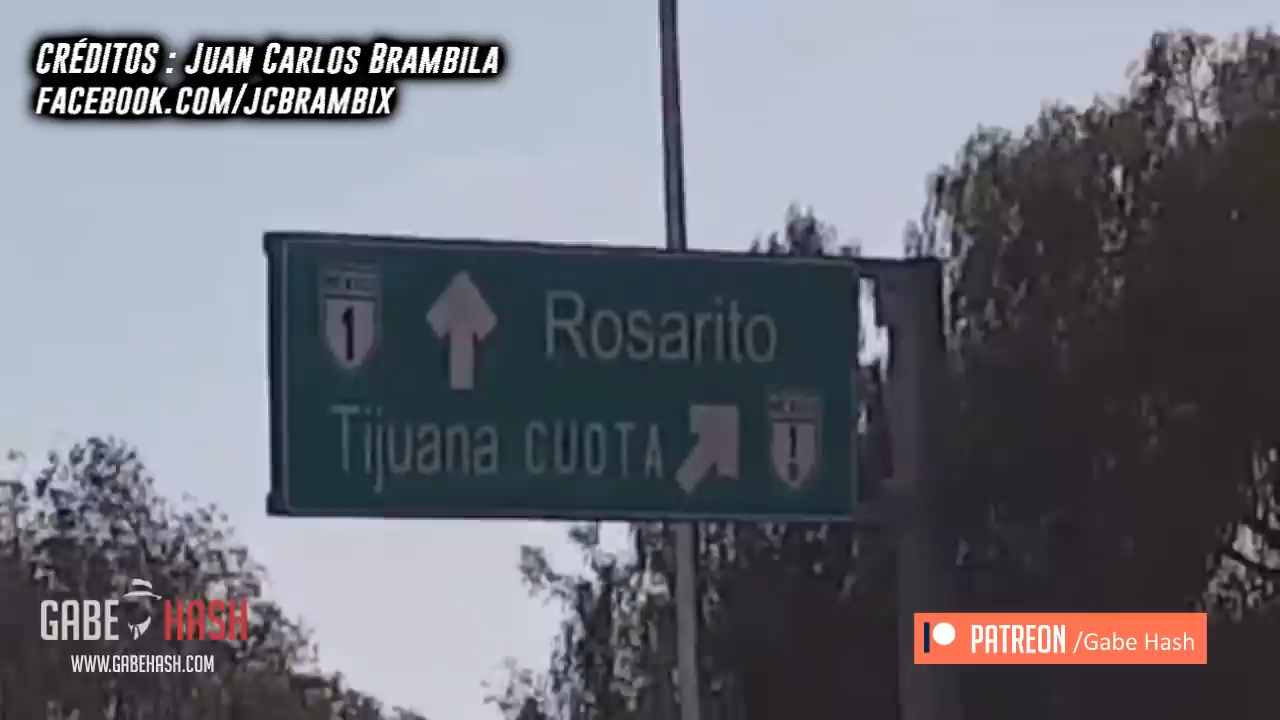 CRÉDITOS : JUAN CARLOS BRAMBILA
FACEBOOK.COM/JCBRAMBIX
1
Rosarito
Tijuana CUOTA
GABE HASH
WWW.GABEHASH.COM
PATREON /Gabe Hash